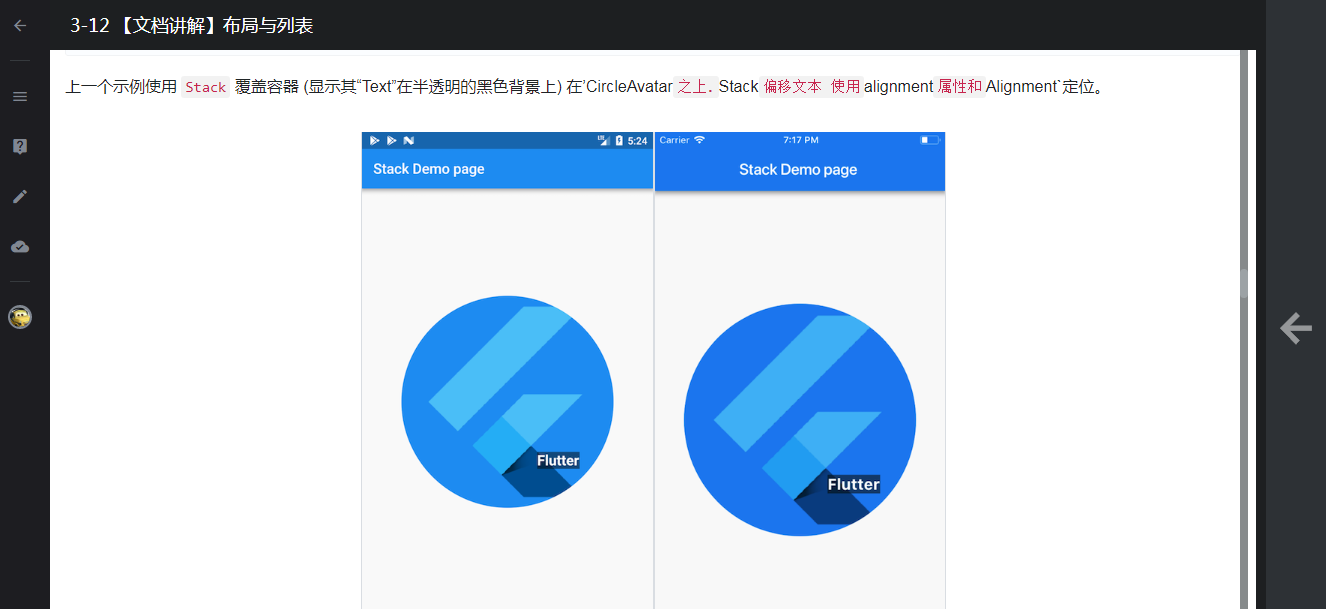 3-12 【文档讲解】布局与列表
上一个示例使用 Stack 覆盖容器 (显示其“Text”在半透明的黑色背景上) 在’CircleAvatar 之上. Stack 偏移文本 使用 alignment 属性和 Alignment`定位。
5:24
Stack Demo page
Carrier 7:17 PM
Stack Demo page
Flutter
Flutter